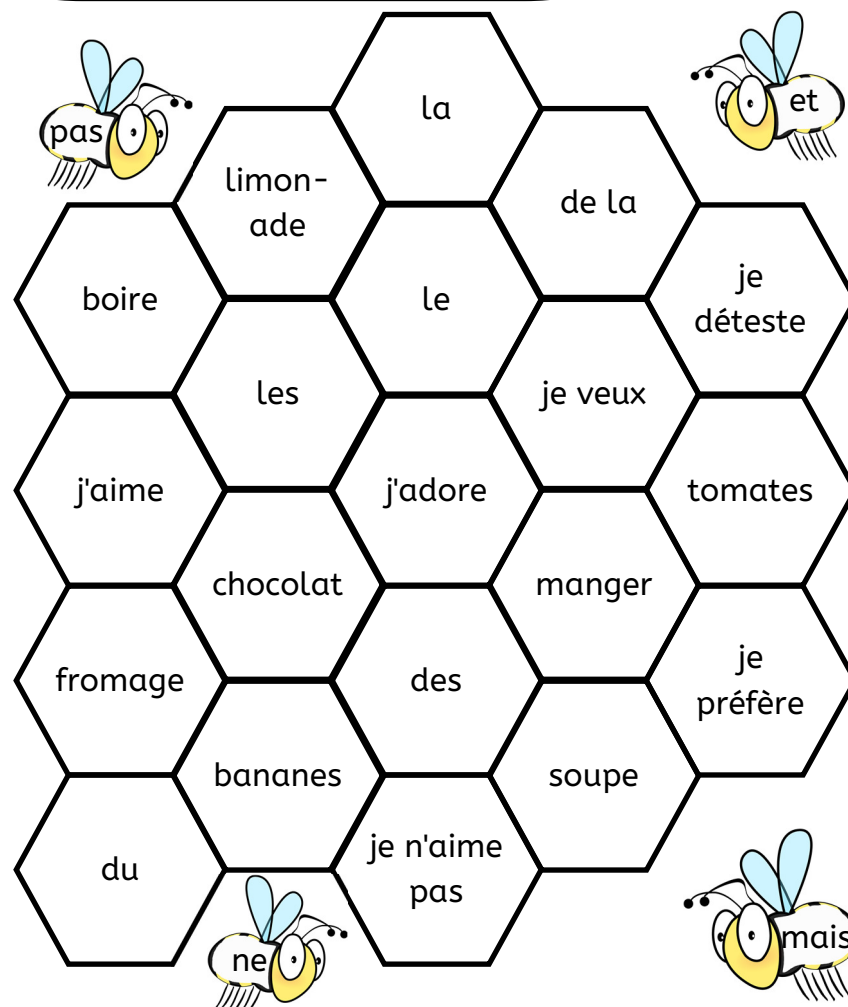 la
pas
et
limon-
ade
de la
boire
le
je
déteste
les
je veux
j'aime
j'adore
tomates
chocolat
manger
fromage
des
je
préfère
bananes
soupe
du
je n'aime
pas
ne
mais